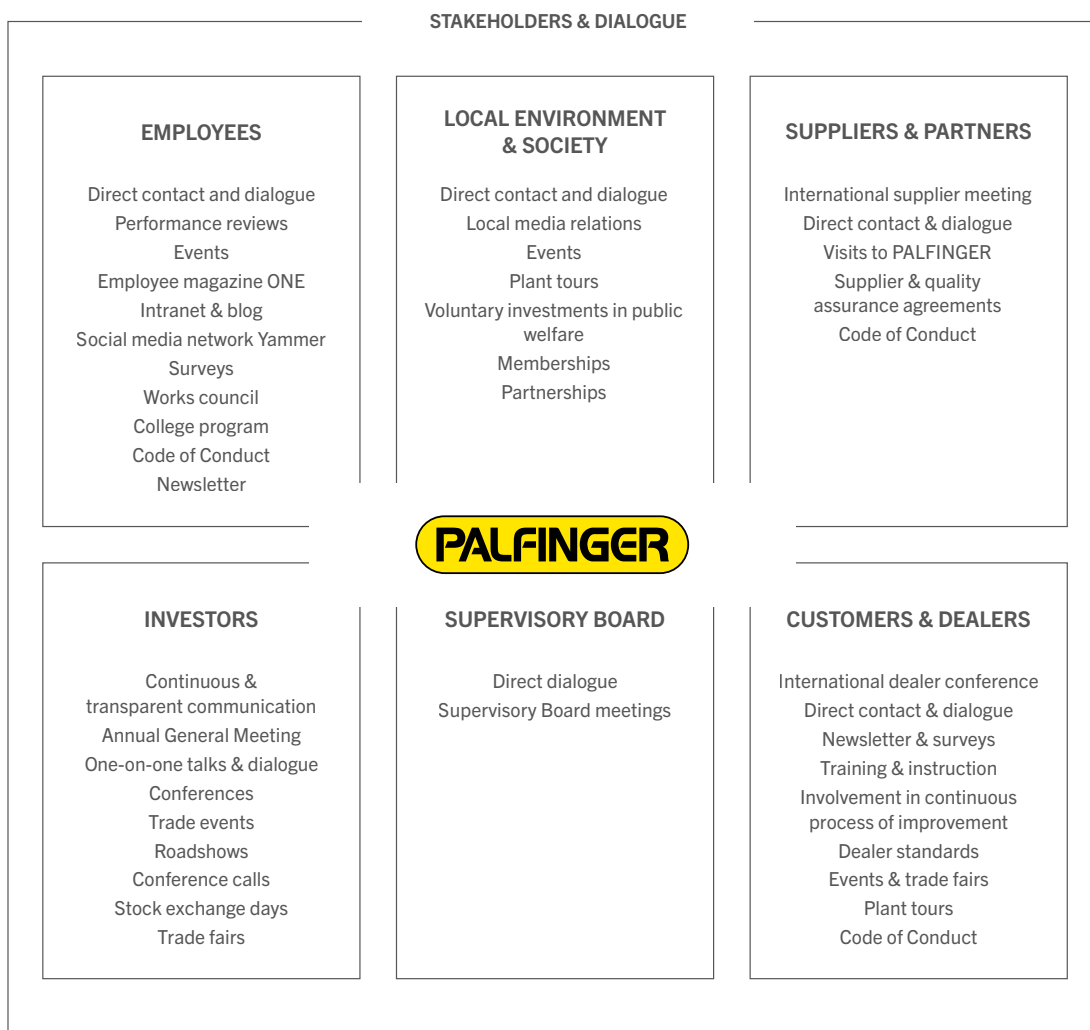 STAKEHOLDERS & DIALOGUE
EMPLOYEES
Direct contact and dialogue
Performance reviews
Events
Employee magazine ONE
Intranet & blog
Social media network Yammer
Surveys
Works council
College program
Code of Conduct
Newsletter
LOCAL ENVIRONMENT
& SOCIETY
Direct contact and dialogue
Local media relations
Events
Plant tours
Voluntary investments in public
welfare
Memberships
Partnerships
SUPPLIERS & PARTNERS
International supplier meeting
Direct contact & dialogue
Visits to PALFINGER
Supplier & quality
assurance agreements
Code of Conduct
PALFINGER
INVESTORS
Continuous &
transparent communication
Annual General Meeting
One-on-one talks & dialogue
Conferences
Trade events
Roadshows
Conference calls
Stock exchange days
Trade fairs
SUPERVISORY BOARD
Direct dialogue
Supervisory Board meetings
CUSTOMERS & DEALERS
International dealer conference
Direct contact & dialogue
Newsletter & surveys
Training & instruction
Involvement in continuous
process of improvement
Dealer standards
Events & trade fairs
Plant tours
Code of Conduct